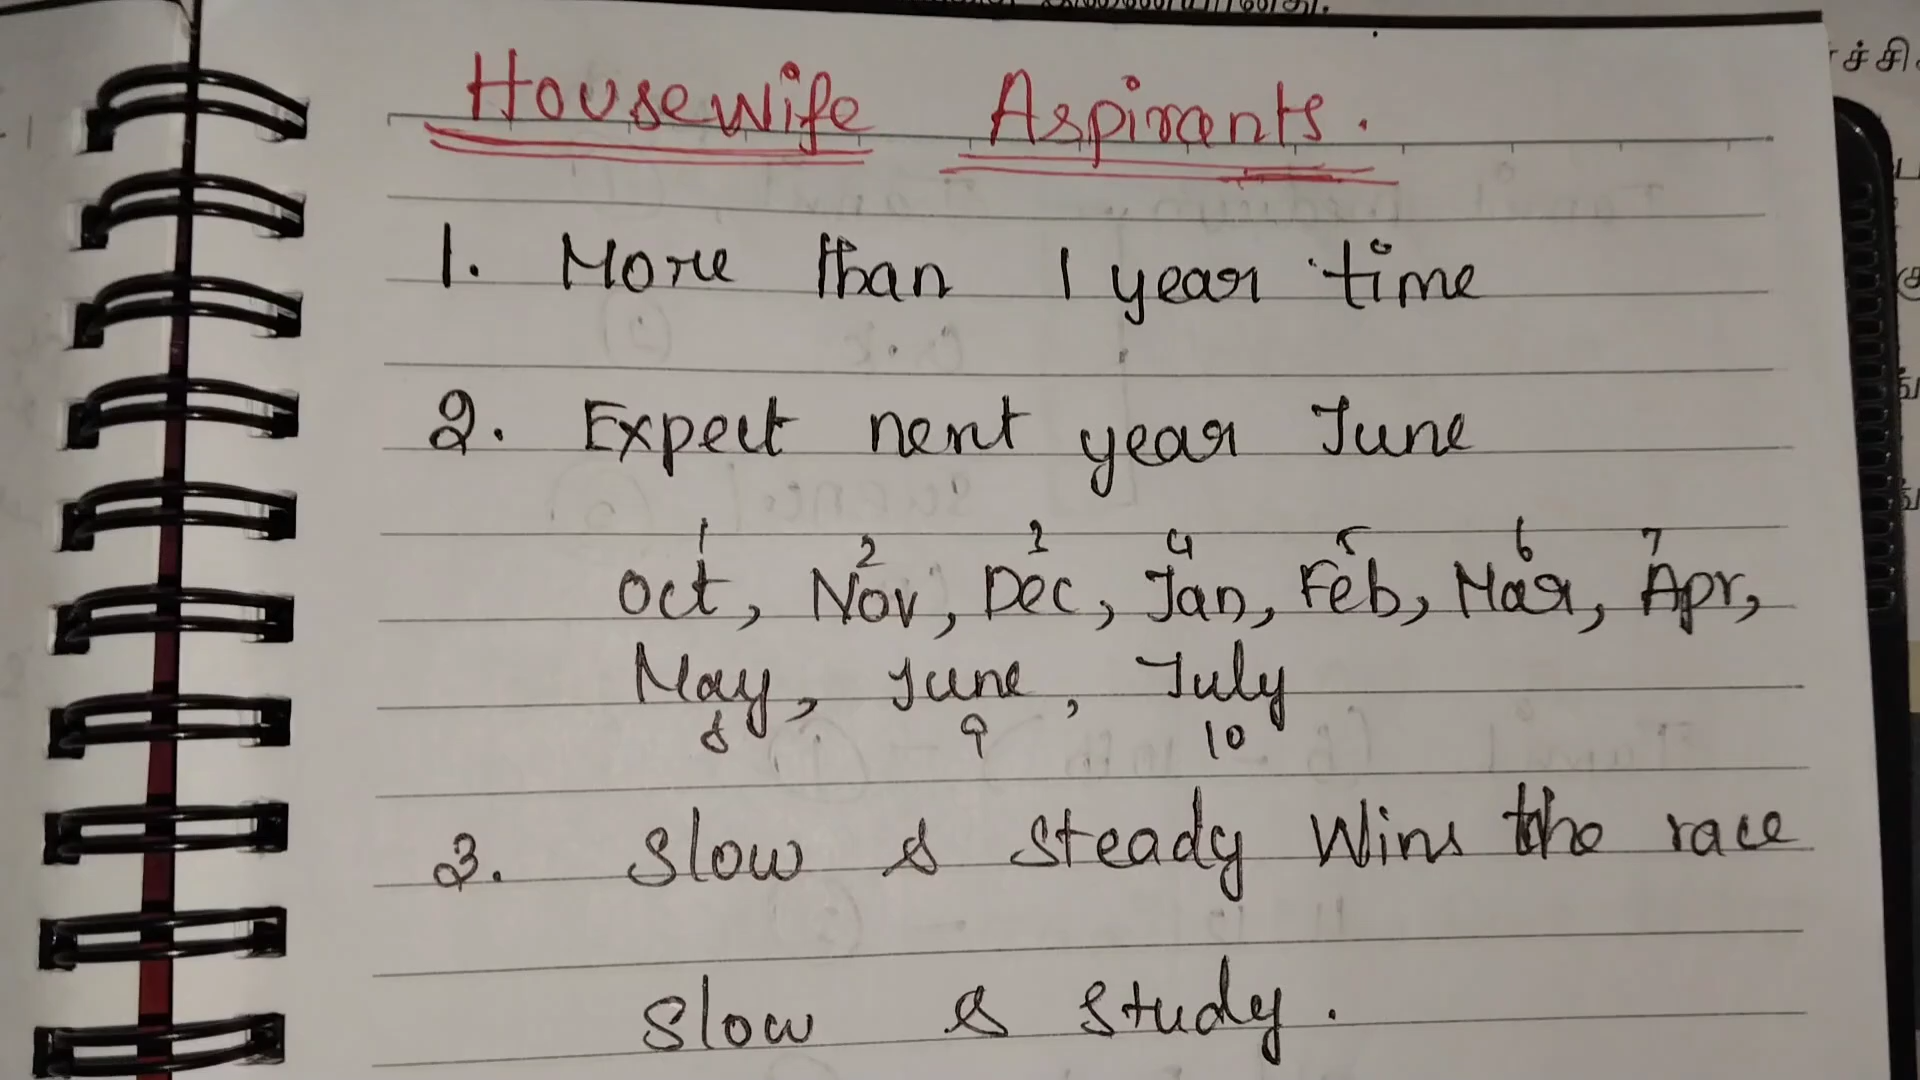 Housewife Aspirants.
1. More than 1 year time
2. Expect next year June
1 2 3 4 5 6 7
Oct, Nov, Dec, Jan, Feb, Mar, Apr,
May, June, July
8 9 10
3. Slow & steady Wins the race
Slow & study.